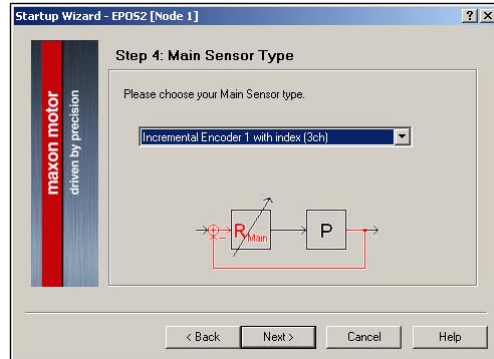 Startup Wizard - EPOS2 [Node 1]
Step 4: Main Sensor Type
maxon motor
driven by precision
Please choose your Main Sensor type.
Incremental Encoder 1 with index (3ch)
R Main
P
< Back
Next >
Cancel
Help